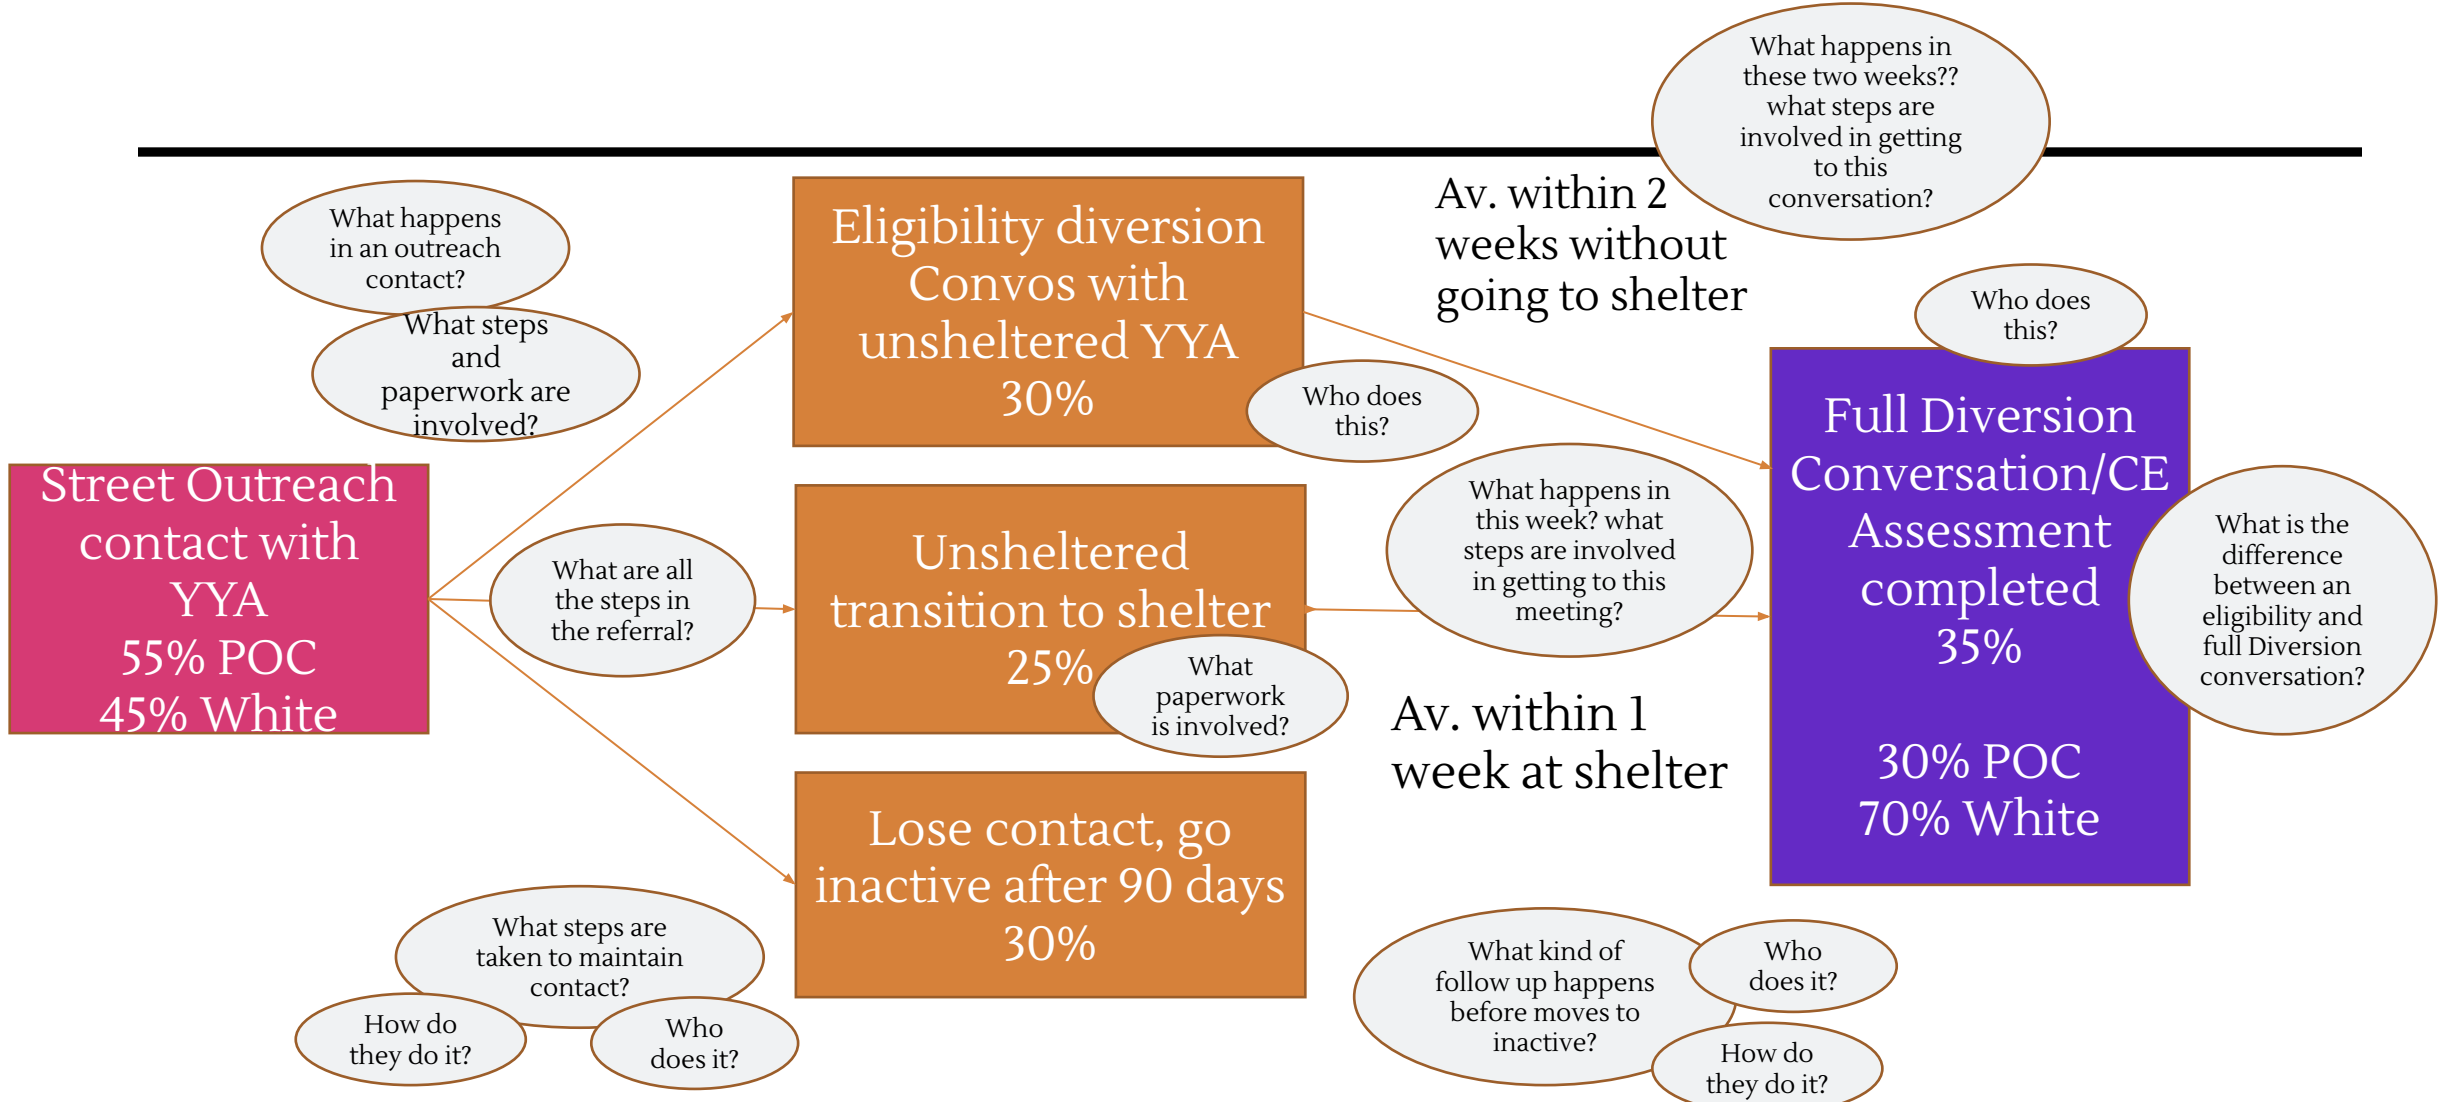 What happens in
these two weeks??
what steps are
involved in getting
to this
conversation?
What happens
in an outreach
contact?
What steps
and
paperwork are
involved?
Eligibility diversion
Convos with
unsheltered YYA
30%
Who does
this?
Av. within 2
weeks without
going to shelter
Who does
this?
Street Outreach
contact with
YYA
55% POC
45% White
What are all
the steps in
the referral?
Unsheltered
transition to shelter
25%
What
paperwork
is involved?
What happens in
this week? what
steps are involved
in getting to this
meeting?
Av. within 1
week at shelter
Full Diversion
Conversation/CE
Assessment
completed
35%
30% POC
70% White
What is the
difference
between an
eligibility and
full Diversion
conversation?
Lose contact, go
inactive after 90 days
30%
What steps are
taken to maintain
contact?
How do
they do it?
Who
does it?
What kind of
follow up happens
before moves to
inactive?
Who
does it?
How do
they do it?